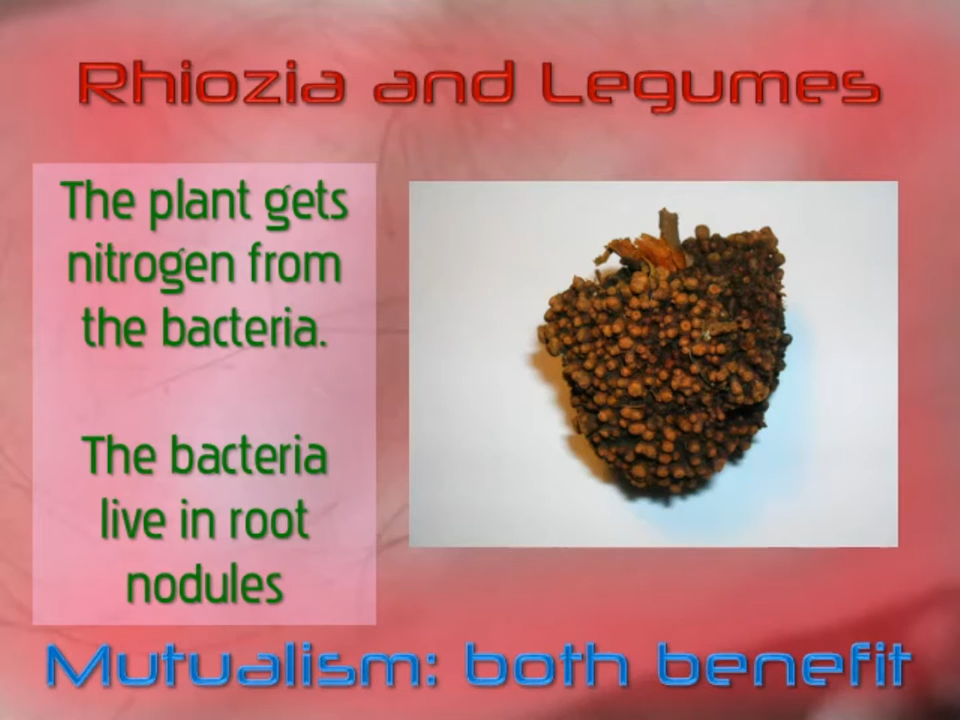 Rhiozia and Legumes
The plant gets
nitrogen from
the bacteria.
The bacteria
live in root
nodules
Mutualism: both benefit